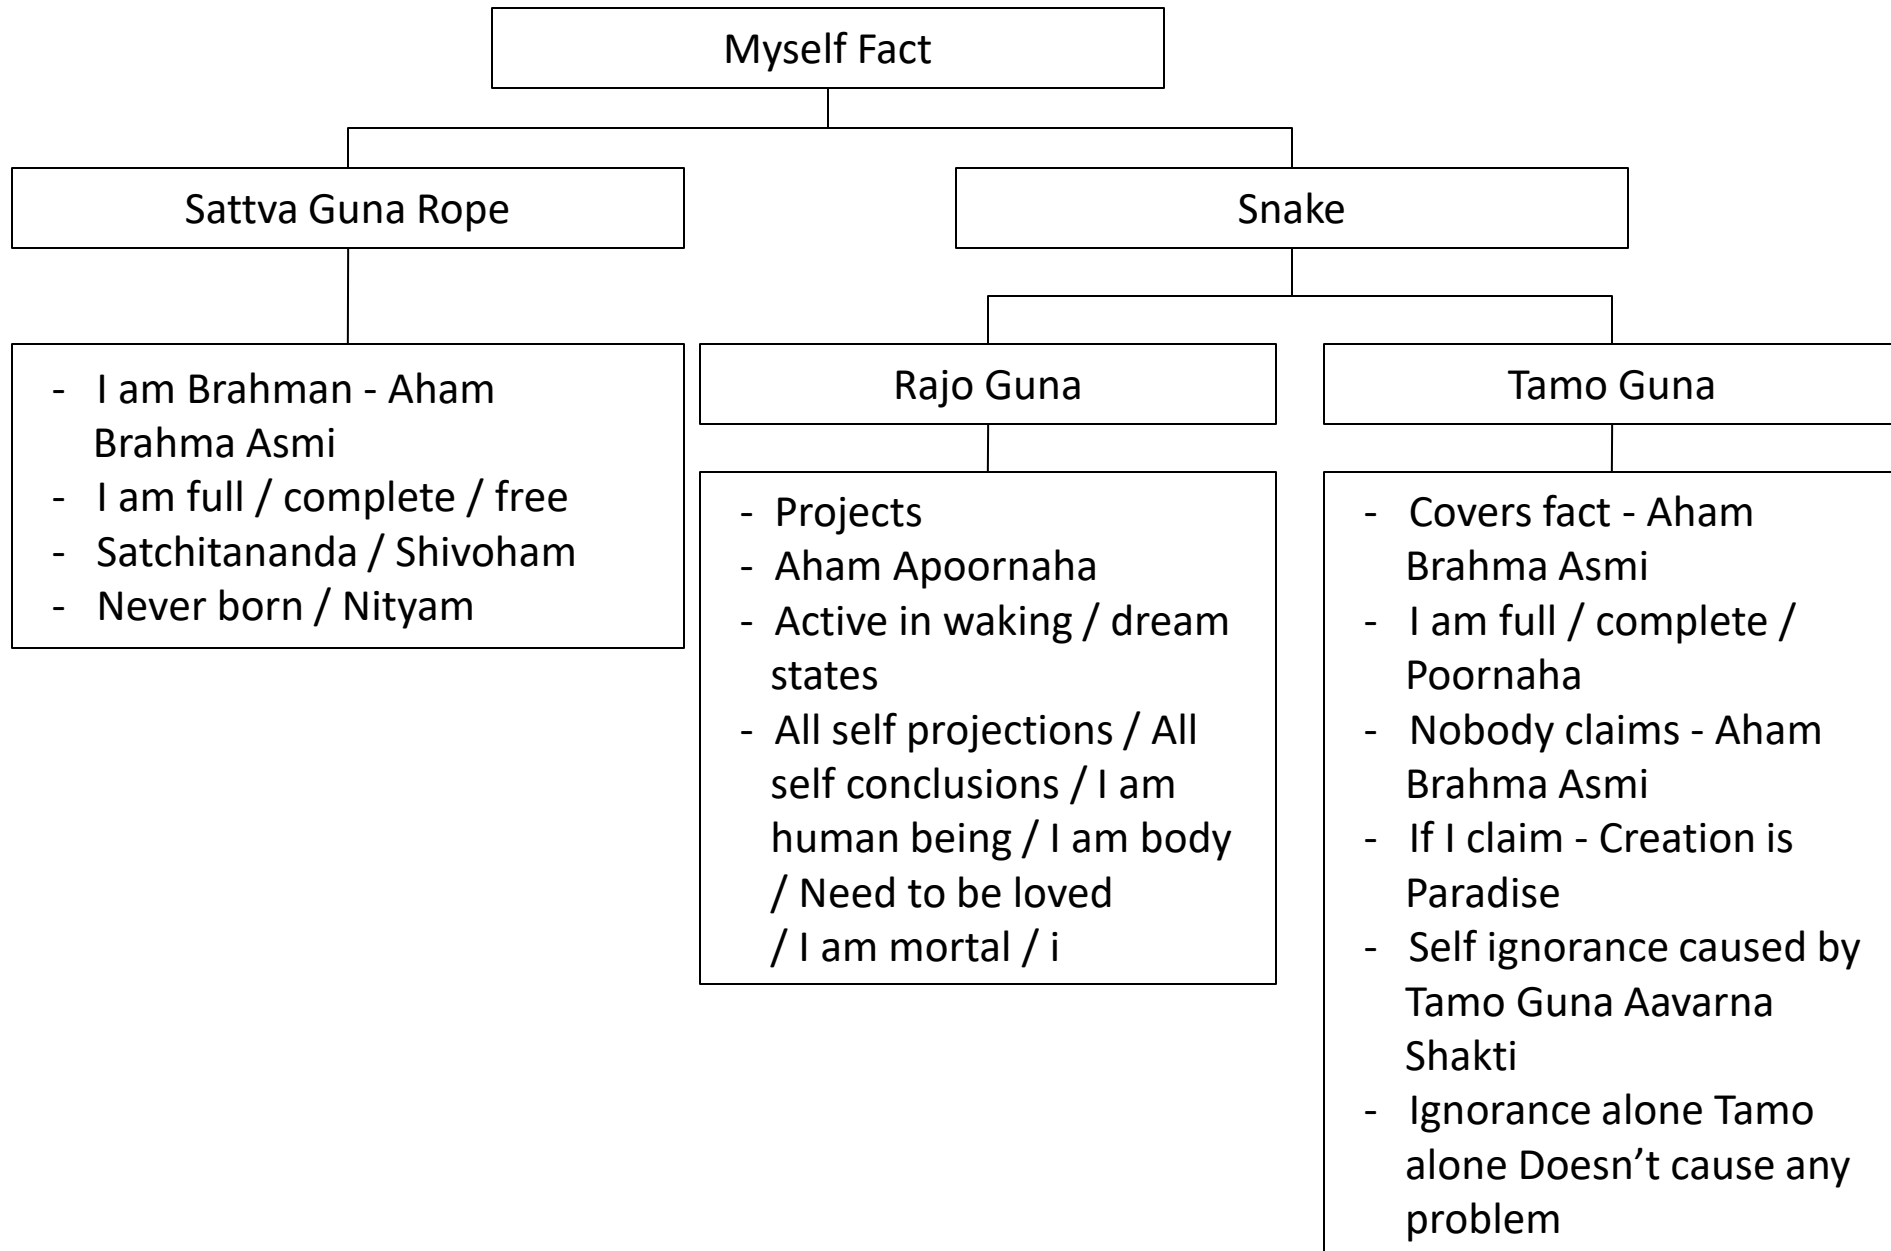 Myself Fact
Sattva Guna Rope
Snake
- I am Brahman - Aham
Brahma Asmi
- I am full / complete / free
- Satchitananda / Shivoham
- Never born / Nityam
Rajo Guna
- Projects
- Aham Apoornaha
- Active in waking / dream
states
- All self projections / All
self conclusions / I am
human being / I am body
/ Need to be loved
/ I am mortal / i
Tamo Guna
- Covers fact - Aham
Brahma Asmi
- I am full / complete /
Poornaha
- Nobody claims - Aham
Brahma Asmi
- If I claim - Creation is
Paradise
- Self ignorance caused by
Tamo Guna Aavarna
Shakti
- Ignorance alone Tamo
alone Doesn’t cause any
problem